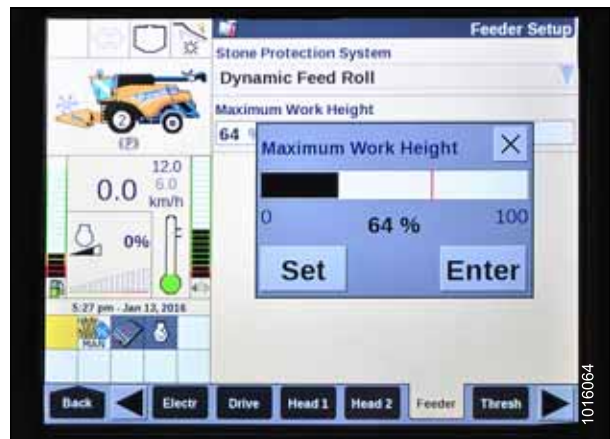 Feeder Setup
Stone Protection System
Dynamic Feed Roll
Maximum Work Height
64 %
Maximum Work Height
0
64 %
100
Set
Enter
2
(P)
12.0
0.0
6.0
km/h
0%
5:27 pm - Jan 13, 2016
MAN
Back
Electr
Drive
Head 1
Head 2
Feeder
Thresh
1016064